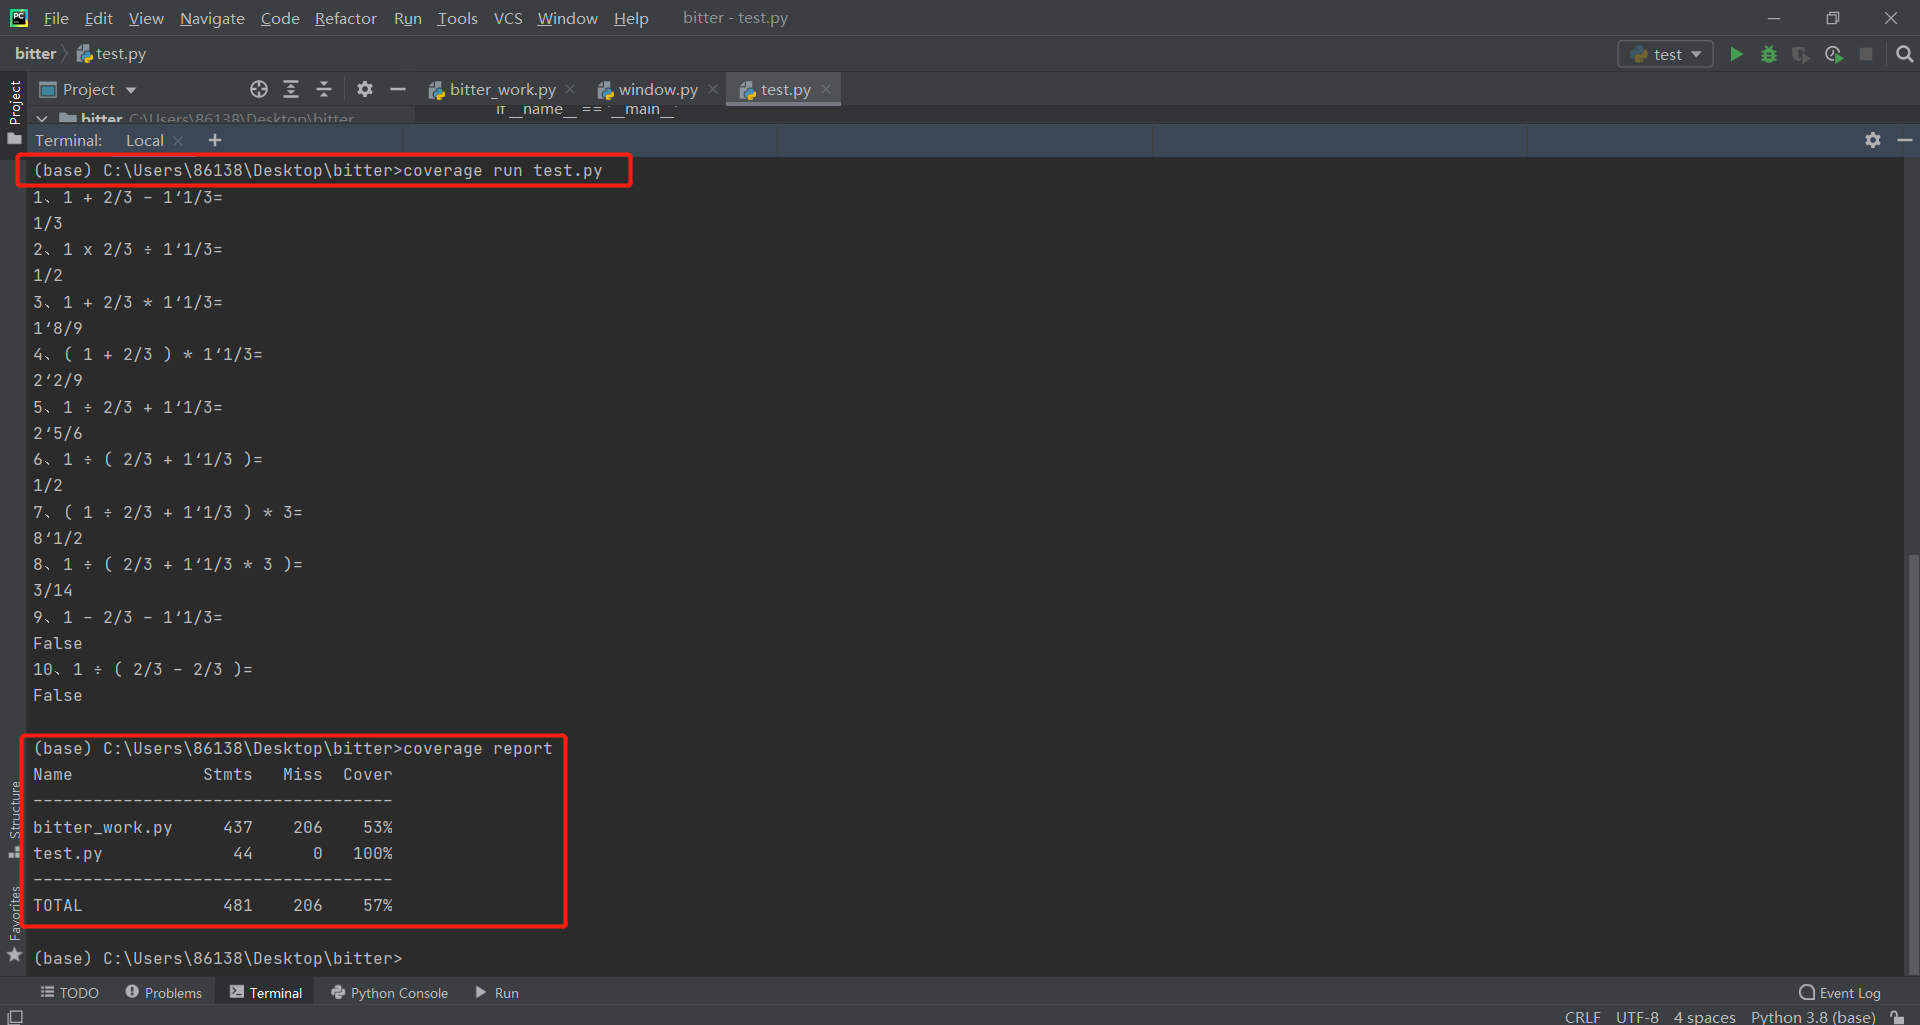 File Edit View Navigate Code Refactor Run Tools VCS Window Help bitter - test.py
bitter test.py test
Project bitter_work.py window.py test.py
Project
if __name__ == '__main__'
bitter C:\Users\86138\Desktop\bitter
Terminal: Local
(base) C:\Users\86138\Desktop\bitter>coverage run test.py
1、1 + 2/3 - 1‘1/3=
1/3
2、1 x 2/3 ÷ 1‘1/3=
1/2
3、1 + 2/3 * 1‘1/3=
1‘8/9
4、( 1 + 2/3 ) * 1‘1/3=
2‘2/9
5、1 ÷ 2/3 + 1‘1/3=
2‘5/6
6、1 ÷ ( 2/3 + 1‘1/3 )=
1/2
7、( 1 ÷ 2/3 + 1‘1/3 ) * 3=
8‘1/2
8、1 ÷ ( 2/3 + 1‘1/3 * 3 )=
3/14
9、1 - 2/3 - 1‘1/3=
False
10、1 ÷ ( 2/3 - 2/3 )=
False
(base) C:\Users\86138\Desktop\bitter>coverage report
Name Stmts Miss Cover
------------------------------------
bitter_work.py 437 206 53%
test.py 44 0 100%
------------------------------------
TOTAL 481 206 57%
(base) C:\Users\86138\Desktop\bitter>
Structure
Favorites
TODO Problems Terminal Python Console Run Event Log
CRLF UTF-8 4 spaces Python 3.8 (base)